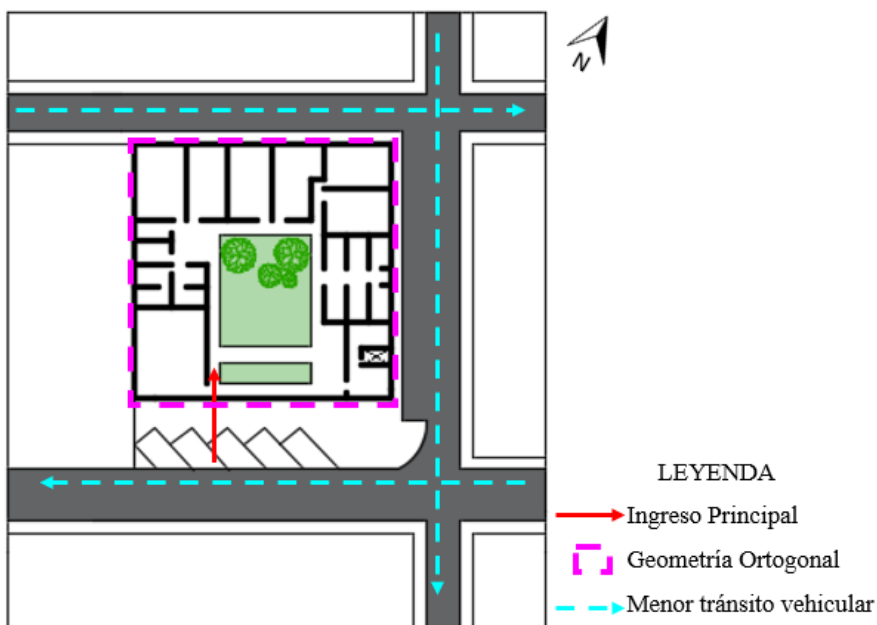 N
LEYENDA
Ingreso Principal
Geometría Ortogonal
Menor tránsito vehicular